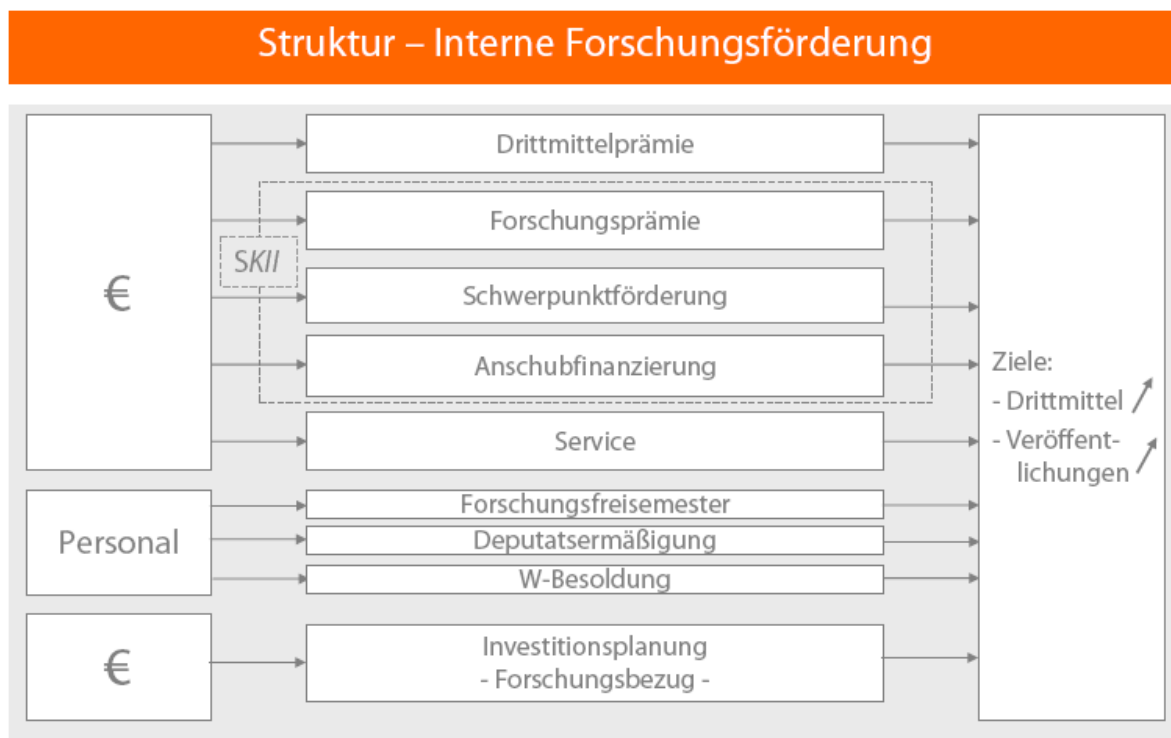 Struktur – Interne Forschungsförderung
€
Drittmittelprämie
Forschungsprämie
SKII
Schwerpunktförderung
Anschubfinanzierung
Service
Personal
Forschungsfreisemester
Deputatsermäßigung
W-Besoldung
€
Investitionsplanung
- Forschungsbezug -
Ziele:
- Drittmittel
- Veröffent-
lichungen